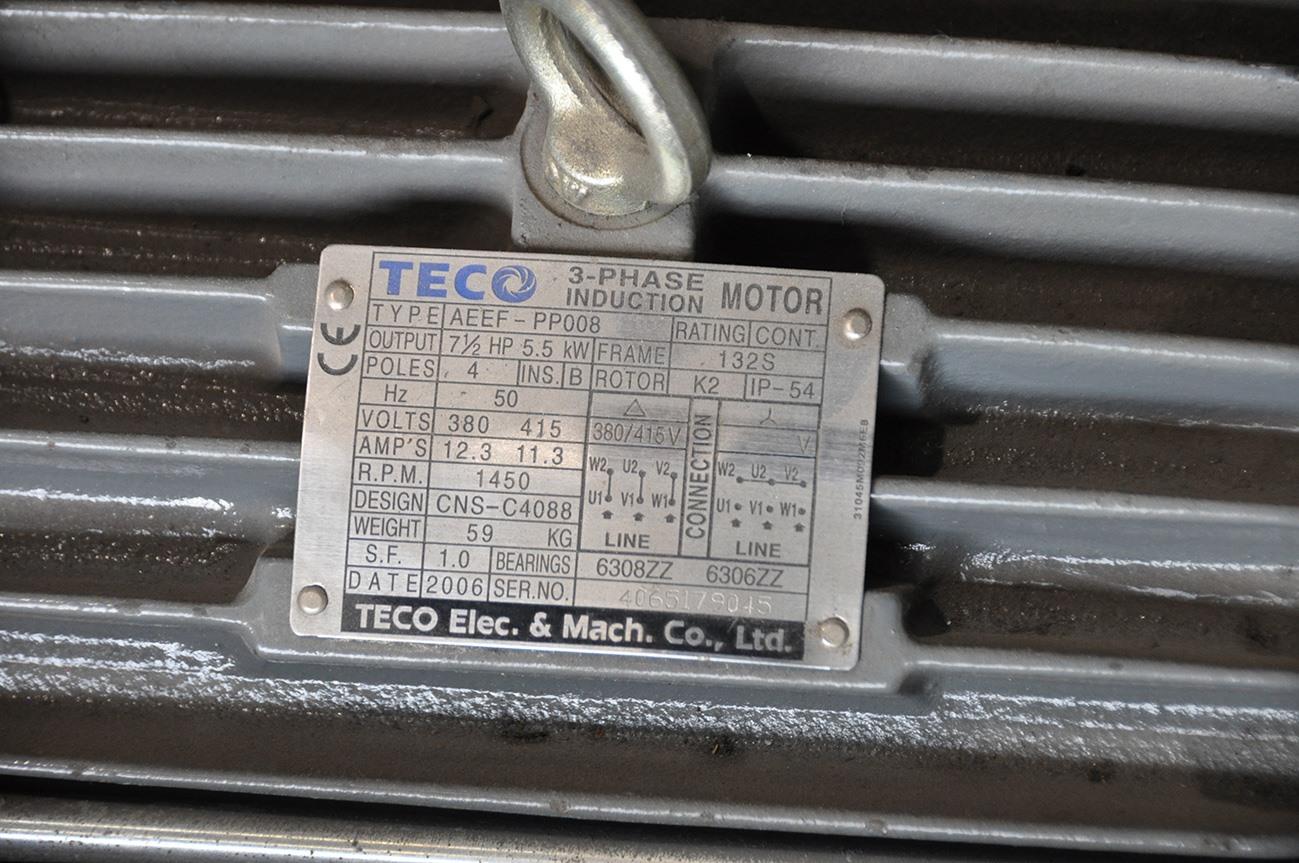 TECO 3-PHASE INDUCTION MOTOR
TYPE AEEF-PP008 RATING CONT.
OUTPUT 7½ HP 5.5 kW FRAME 132S
POLES 4 INS. B ROTOR K2 IP-54
Hz 50
VOLTS 380 415
AMP'S 12.3 11.3
R.P.M. 1450
DESIGN CNS-C4088
WEIGHT 59 KG
CONNECTION
380/415V
W2 U2 V2
U1 V1 W1
LINE
V
W2 U2 V2
U1 V1 W1
LINE
S.F. 1.0 BEARINGS 6308ZZ 6306ZZ
DATE 2006 SER.NO. 4065179045
TECO Elec. & Mach. Co., Ltd.
CE